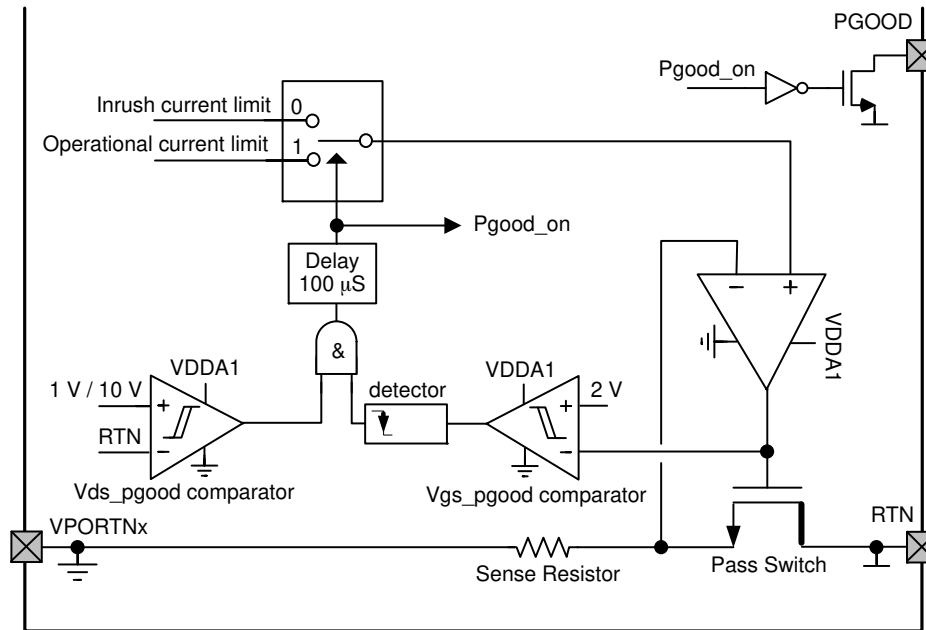 PGOOD
Pgood_on
Inrush current limit 0
Operational current limit 1
Pgood_on
Delay
100 μS
− +
VDDA1
&
1 V / 10 V
VDDA1
detector
VDDA1
2 V
+
+
RTN
−
−
Vds_pgood comparator
Vgs_pgood comparator
VPORTNx
RTN
Sense Resistor
Pass Switch